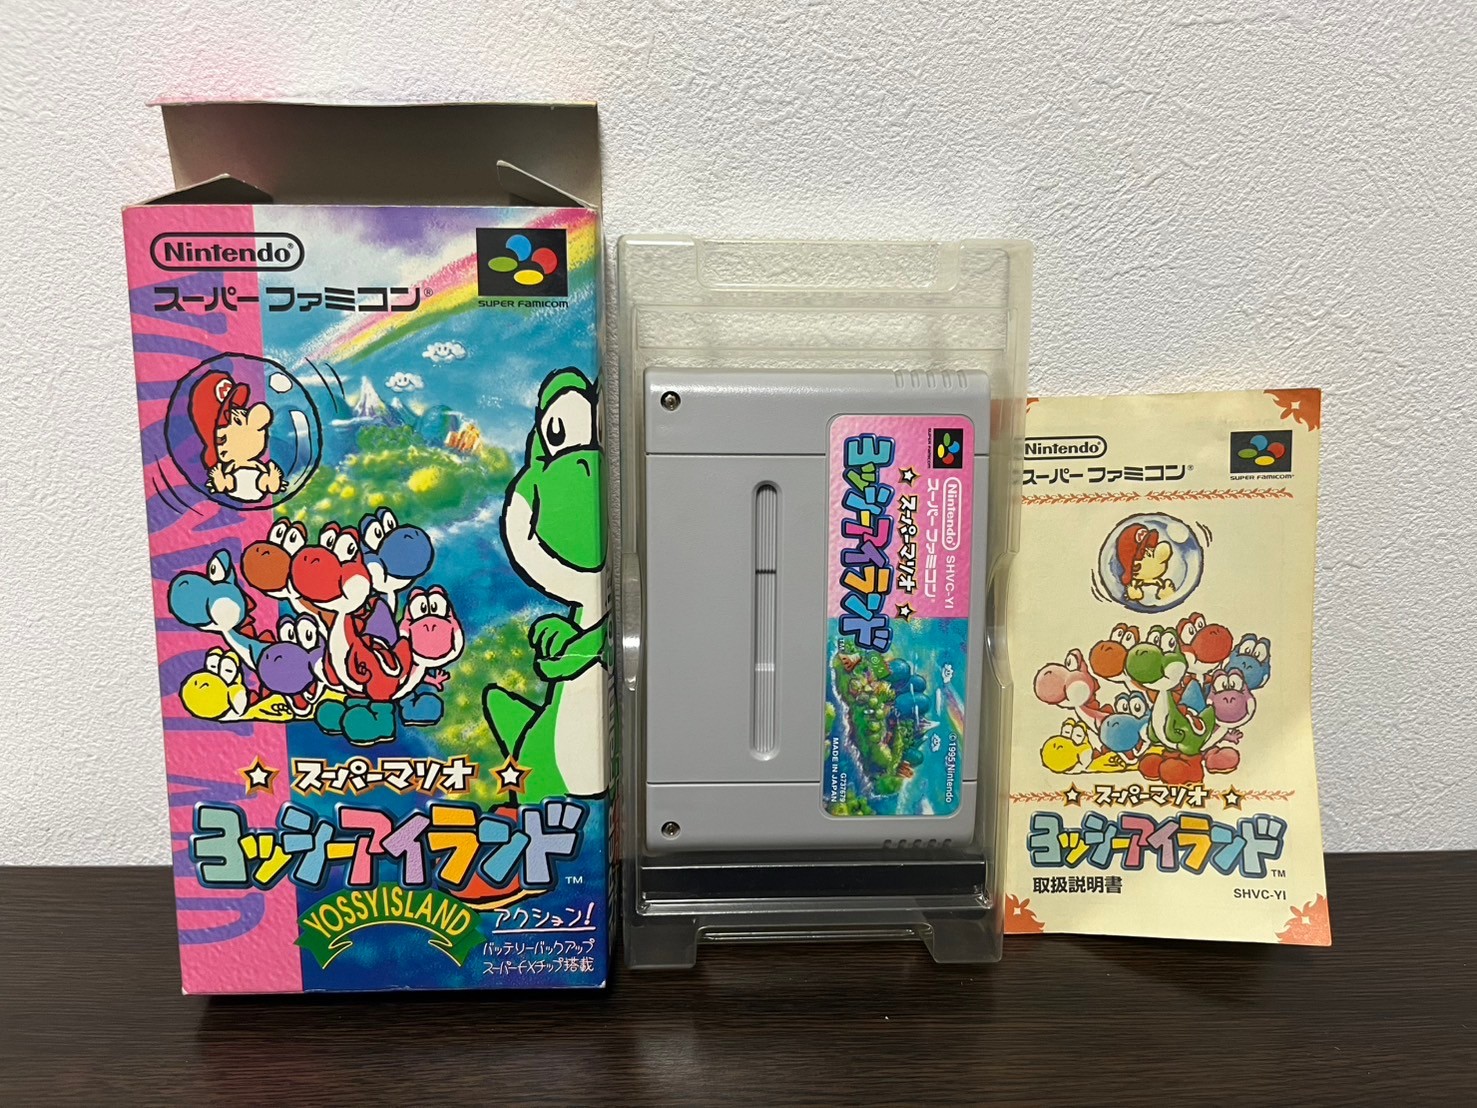 Nintendo®
スーパーファミコン®
SUPER FAMICOM
スーパーマリオ
ヨッシーアイランド
TM
YOSSY ISLAND
アクション!
バッテリーバックアップ
スーパーFXチップ搭載
SUPER FAMICOM
Nintendo® SHVC-YI
スーパーファミコン®
スーパーマリオ
ヨッシーアイランド
TM
© 1995 Nintendo
G737679
MADE IN JAPAN
Nintendo®
スーパーファミコン®
SUPER FAMICOM
スーパーマリオ
ヨッシーアイランド
TM
取扱説明書
SHVC-YI